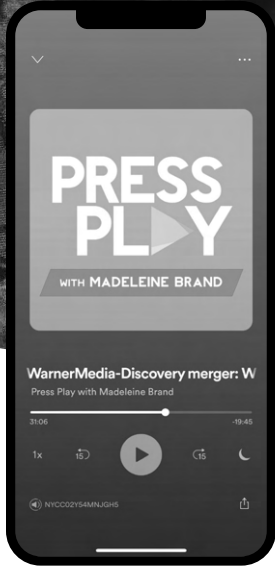 PRESS
PL Y
WITH MADELEINE BRAND
WarnerMedia-Discovery merger: W
Press Play with Madeleine Brand
31:06
-19:45
1x
15
15
NYCC02Y54MNJGH5